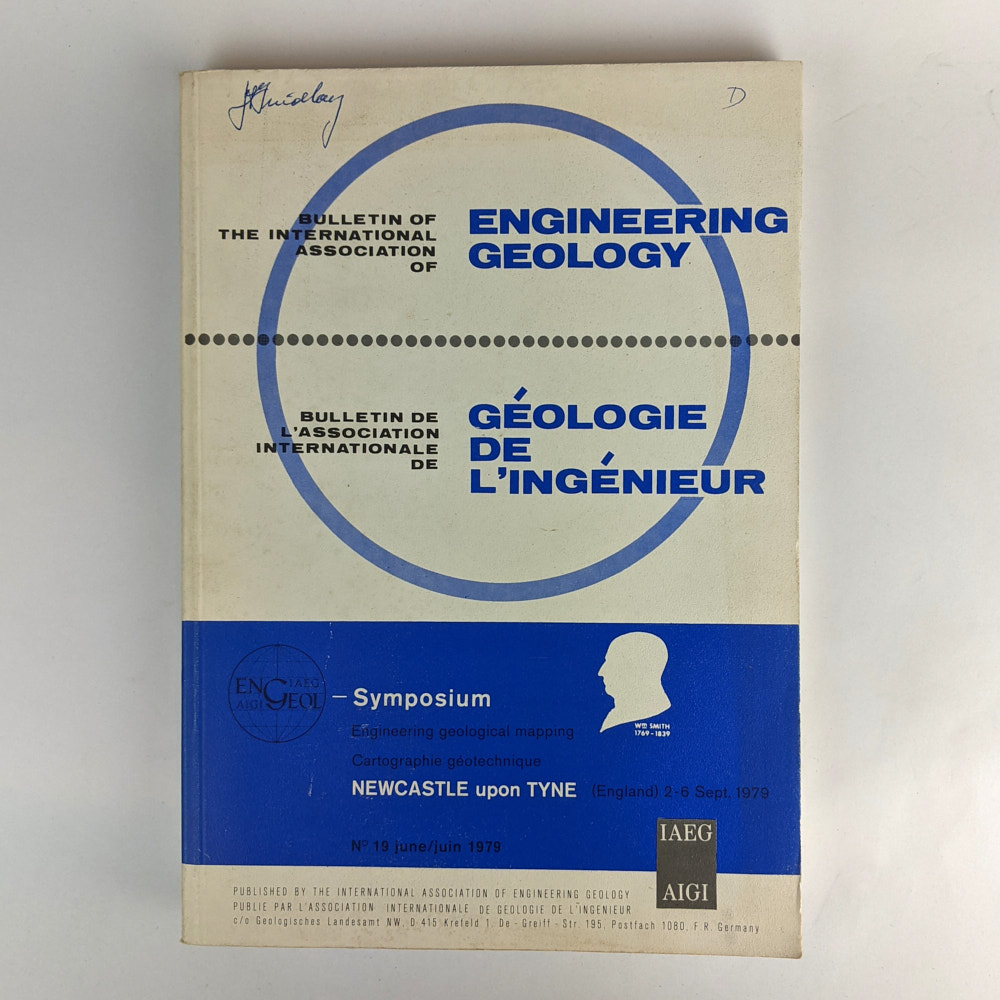 D
BULLETIN OF
THE INTERNATIONAL
ASSOCIATION
OF
ENGINEERING
GEOLOGY
BULLETIN DE
L'ASSOCIATION
INTERNATIONALE
DE
GÉOLOGIE
DE
L'INGÉNIEUR
ENGEOL
IAEG
AIGI
– Symposium
Engineering geological mapping
Cartographie géotechnique
NEWCASTLE upon TYNE (England) 2-6 Sept. 1979
Wm SMITH
1769-1839
Nº 19 june/juin 1979
IAEG
AIGI
PUBLISHED BY THE INTERNATIONAL ASSOCIATION OF ENGINEERING GEOLOGY
PUBLIE PAR L'ASSOCIATION INTERNATIONALE DE GEOLOGIE DE L'INGENIEUR
c/o Geologisches Landesamt NW, D-415 Krefeld 1. De-Greiff-Str. 195, Postfach 1080, F.R. Germany